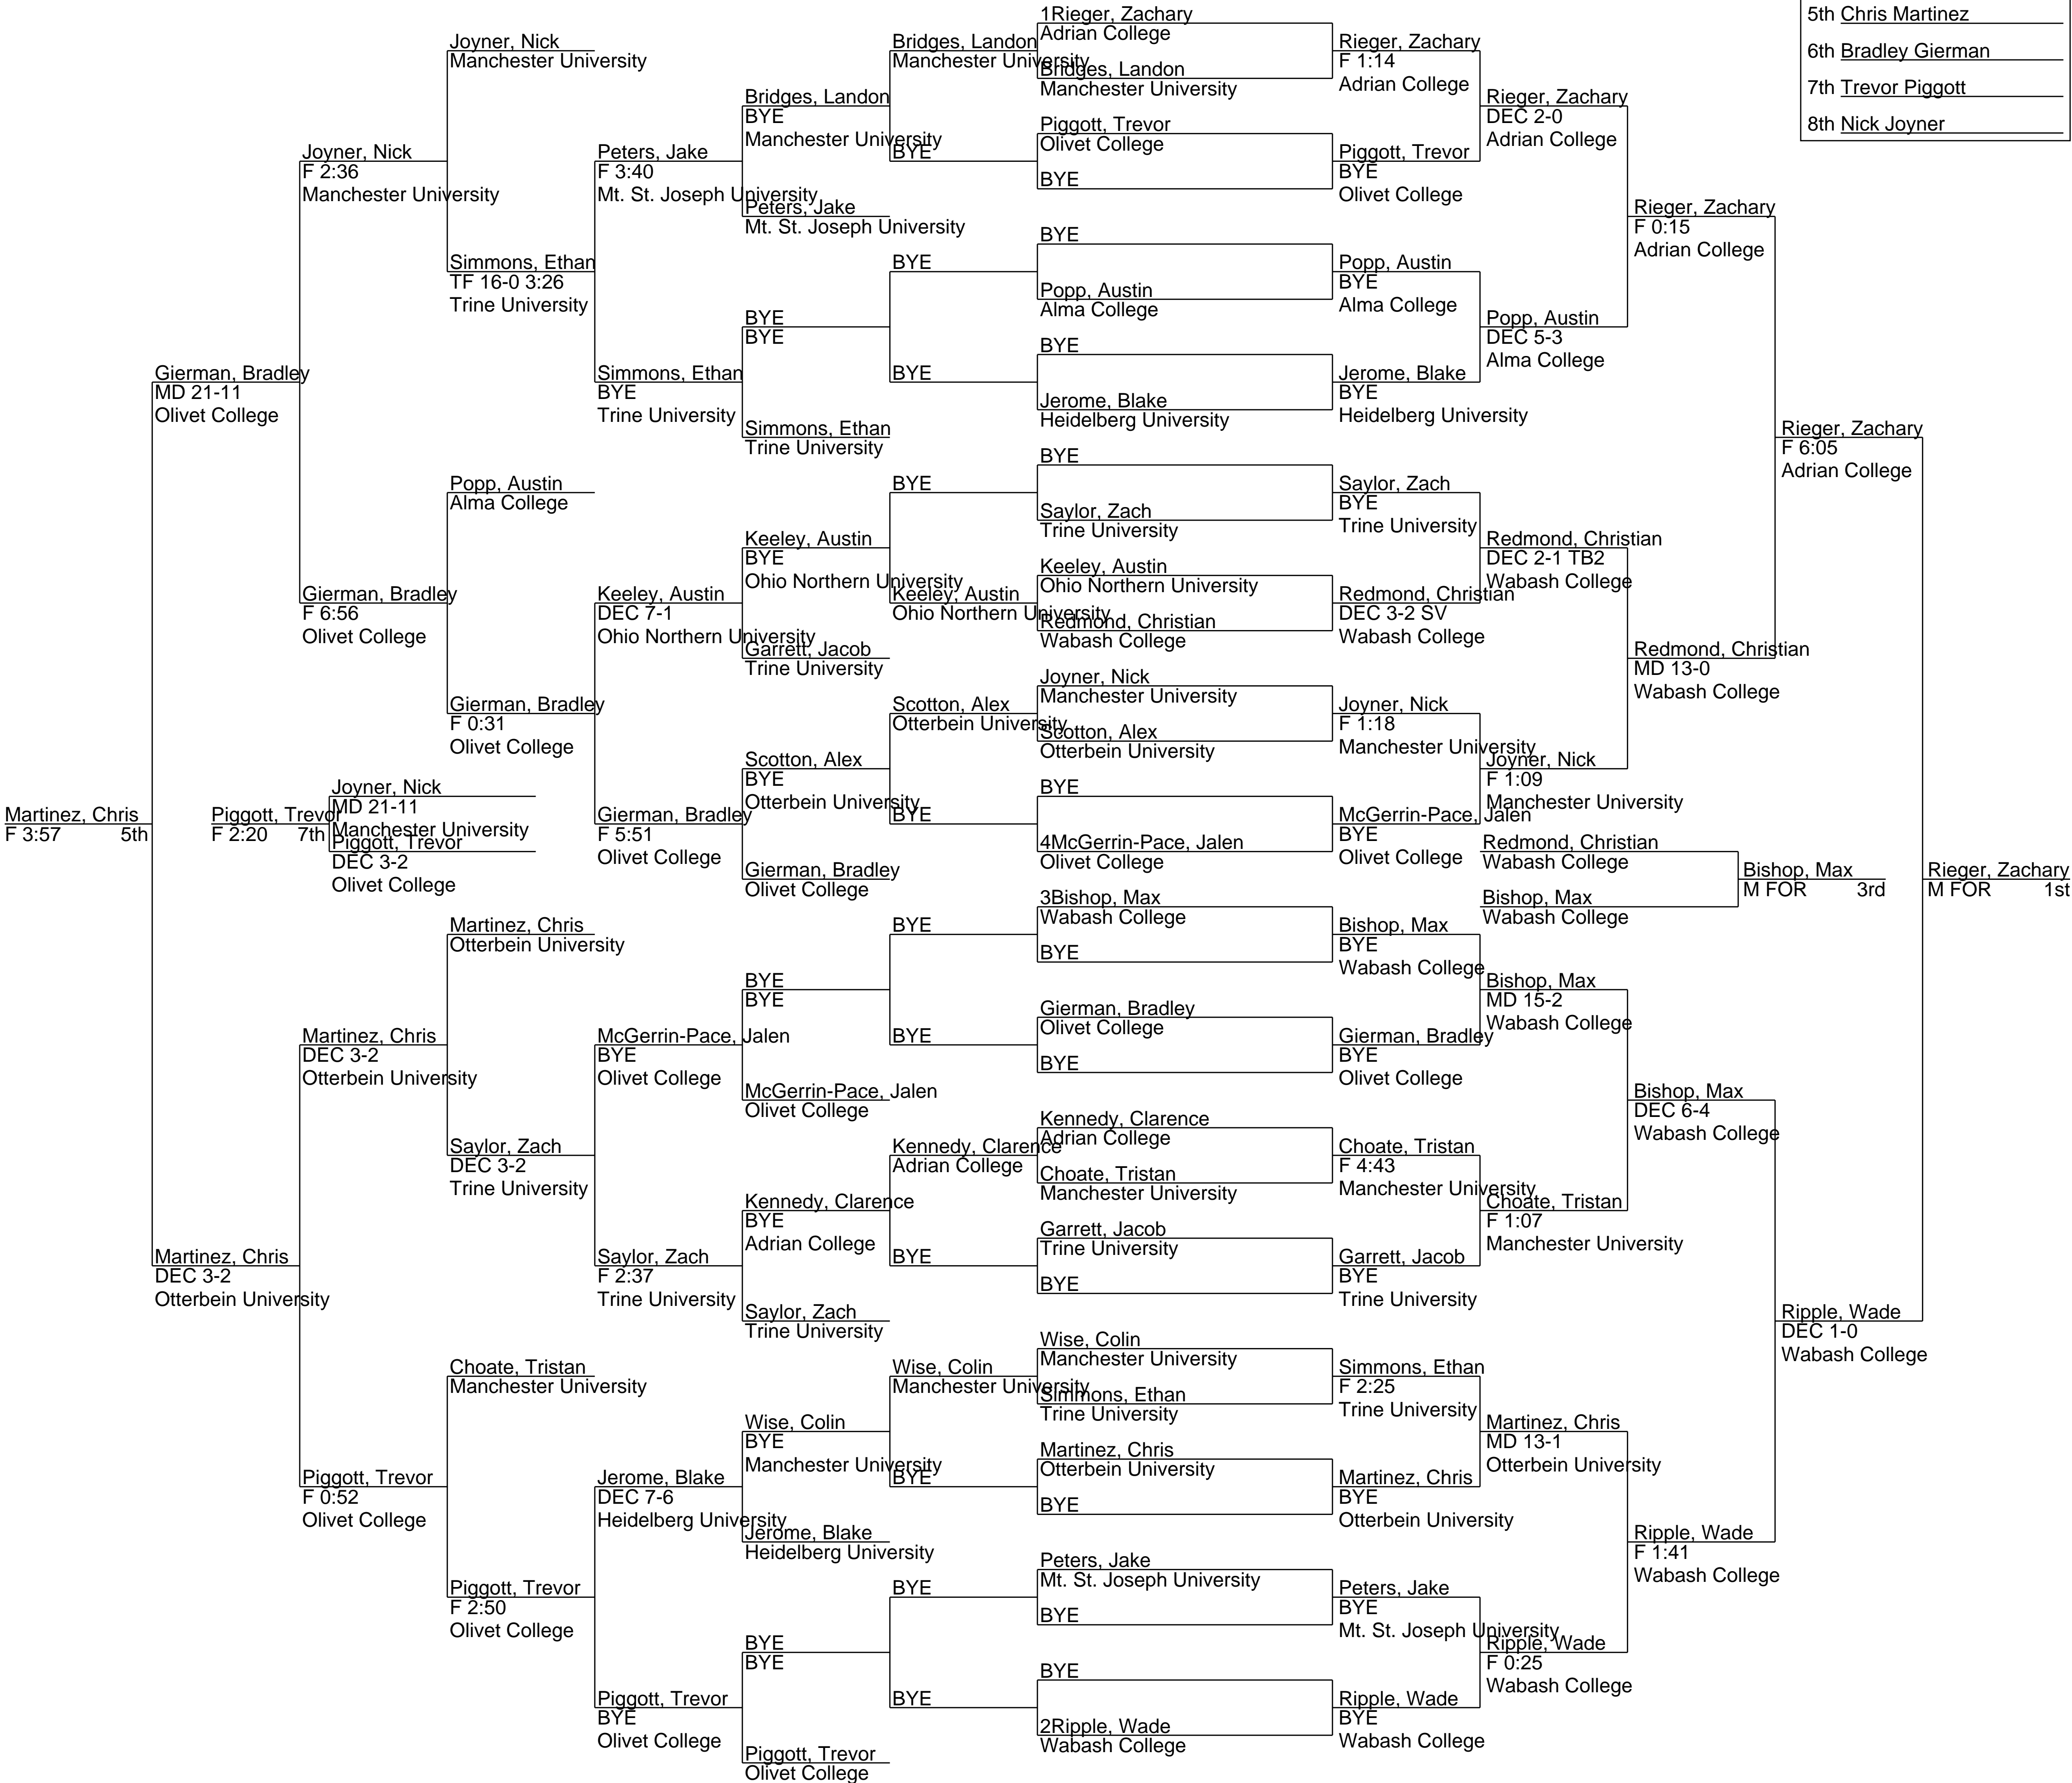 5th Chris Martinez
6th Bradley Gierman
7th Trevor Piggott
8th Nick Joyner
Martinez, Chris
F 3:57 5th
Gierman, Bradley
MD 21-11
Olivet College
Martinez, Chris
DEC 3-2
Otterbein University
Piggott, Trevor
F 2:20 7th
Joyner, Nick
MD 21-11
Manchester University
Piggott, Trevor
DEC 3-2
Olivet College
Joyner, Nick
F 2:36
Manchester University
Gierman, Bradley
F 6:56
Olivet College
Martinez, Chris
DEC 3-2
Otterbein University
Piggott, Trevor
F 0:52
Olivet College
Joyner, Nick
Manchester University
Simmons, Ethan
TF 16-0 3:26
Trine University
Popp, Austin
Alma College
Gierman, Bradley
F 0:31
Olivet College
Martinez, Chris
Otterbein University
Saylor, Zach
DEC 3-2
Trine University
Choate, Tristan
Manchester University
Piggott, Trevor
F 2:50
Olivet College
Peters, Jake
F 3:40
Mt. St. Joseph University
Simmons, Ethan
BYE
Trine University
Keeley, Austin
DEC 7-1
Ohio Northern University
Gierman, Bradley
F 5:51
Olivet College
McGerrin-Pace, Jalen
BYE
Olivet College
Saylor, Zach
F 2:37
Trine University
Jerome, Blake
DEC 7-6
Heidelberg University
Piggott, Trevor
BYE
Olivet College
Bridges, Landon
BYE
Manchester University
Peters, Jake
Mt. St. Joseph University
BYE
BYE
Simmons, Ethan
Trine University
Keeley, Austin
BYE
Ohio Northern University
Garrett, Jacob
Trine University
Scotton, Alex
BYE
Otterbein University
Gierman, Bradley
Olivet College
BYE
BYE
McGerrin-Pace, Jalen
Olivet College
Kennedy, Clarence
BYE
Adrian College
Saylor, Zach
Trine University
Wise, Colin
BYE
Manchester University
Jerome, Blake
Heidelberg University
BYE
BYE
Piggott, Trevor
Olivet College
Bridges, Landon
Manchester University
BYE
BYE
BYE
BYE
Keeley, Austin
Ohio Northern University
Scotton, Alex
Otterbein University
BYE
BYE
BYE
Kennedy, Clarence
Adrian College
BYE
Wise, Colin
Manchester University
BYE
BYE
BYE
1Rieger, Zachary
Adrian College
Bridges, Landon
Manchester University
Piggott, Trevor
Olivet College
BYE
BYE
Popp, Austin
Alma College
BYE
Jerome, Blake
Heidelberg University
BYE
Saylor, Zach
Trine University
Keeley, Austin
Ohio Northern University
Redmond, Christian
Wabash College
Joyner, Nick
Manchester University
Scotton, Alex
Otterbein University
BYE
4McGerrin-Pace, Jalen
Olivet College
3Bishop, Max
Wabash College
BYE
Gierman, Bradley
Olivet College
BYE
Kennedy, Clarence
Adrian College
Choate, Tristan
Manchester University
Garrett, Jacob
Trine University
BYE
Wise, Colin
Manchester University
Simmons, Ethan
Trine University
Martinez, Chris
Otterbein University
BYE
Peters, Jake
Mt. St. Joseph University
BYE
BYE
2Ripple, Wade
Wabash College
Rieger, Zachary
F 1:14
Adrian College
Piggott, Trevor
BYE
Olivet College
Popp, Austin
BYE
Alma College
Jerome, Blake
BYE
Heidelberg University
Saylor, Zach
BYE
Trine University
Redmond, Christian
DEC 3-2 SV
Wabash College
Joyner, Nick
F 1:18
Manchester University
McGerrin-Pace, Jalen
BYE
Olivet College
Bishop, Max
BYE
Wabash College
Gierman, Bradley
BYE
Olivet College
Choate, Tristan
F 4:43
Manchester University
Garrett, Jacob
BYE
Trine University
Simmons, Ethan
F 2:25
Trine University
Martinez, Chris
BYE
Otterbein University
Peters, Jake
BYE
Mt. St. Joseph University
Ripple, Wade
BYE
Wabash College
Rieger, Zachary
DEC 2-0
Adrian College
Popp, Austin
DEC 5-3
Alma College
Redmond, Christian
DEC 2-1 TB2
Wabash College
Joyner, Nick
F 1:09
Manchester University
Redmond, Christian
Wabash College
Bishop, Max
Wabash College
Bishop, Max
MD 15-2
Wabash College
Choate, Tristan
F 1:07
Manchester University
Martinez, Chris
MD 13-1
Otterbein University
Ripple, Wade
F 0:25
Wabash College
Rieger, Zachary
F 0:15
Adrian College
Redmond, Christian
MD 13-0
Wabash College
Bishop, Max
DEC 6-4
Wabash College
Ripple, Wade
F 1:41
Wabash College
Bishop, Max
M FOR 3rd
Rieger, Zachary
F 6:05
Adrian College
Ripple, Wade
DEC 1-0
Wabash College
Rieger, Zachary
M FOR 1st